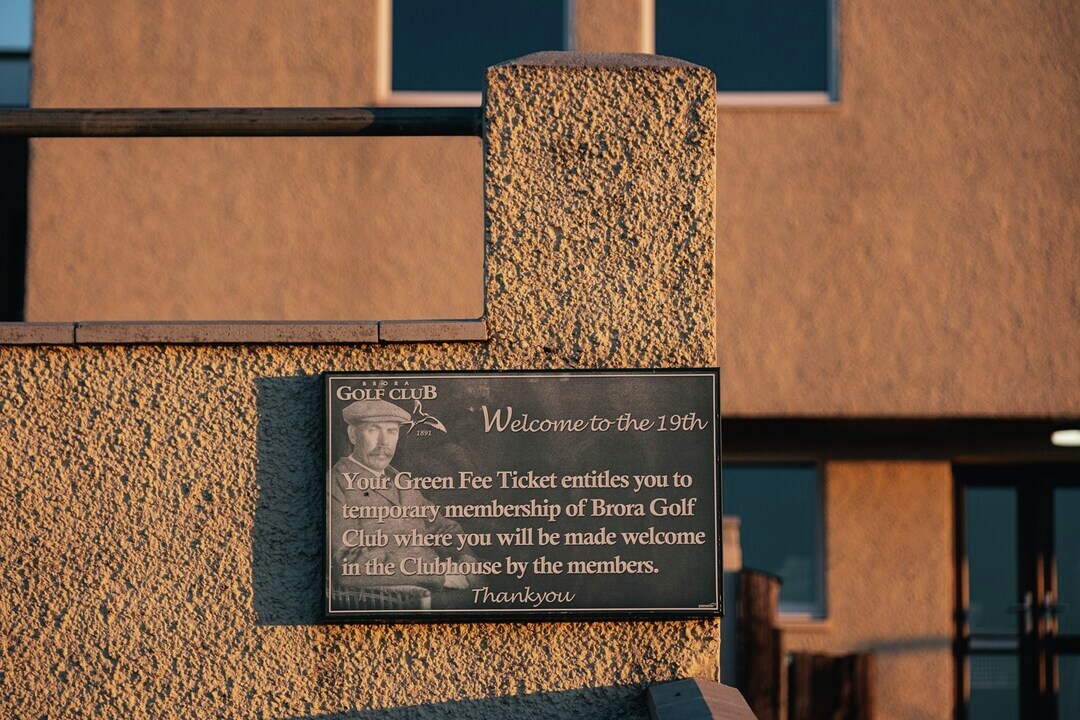 BRORA
GOLF CLUB
1891
Welcome to the 19th
Your Green Fee Ticket entitles you to
temporary membership of Brora Golf
Club where you will be made welcome
in the Clubhouse by the members.
Thankyou